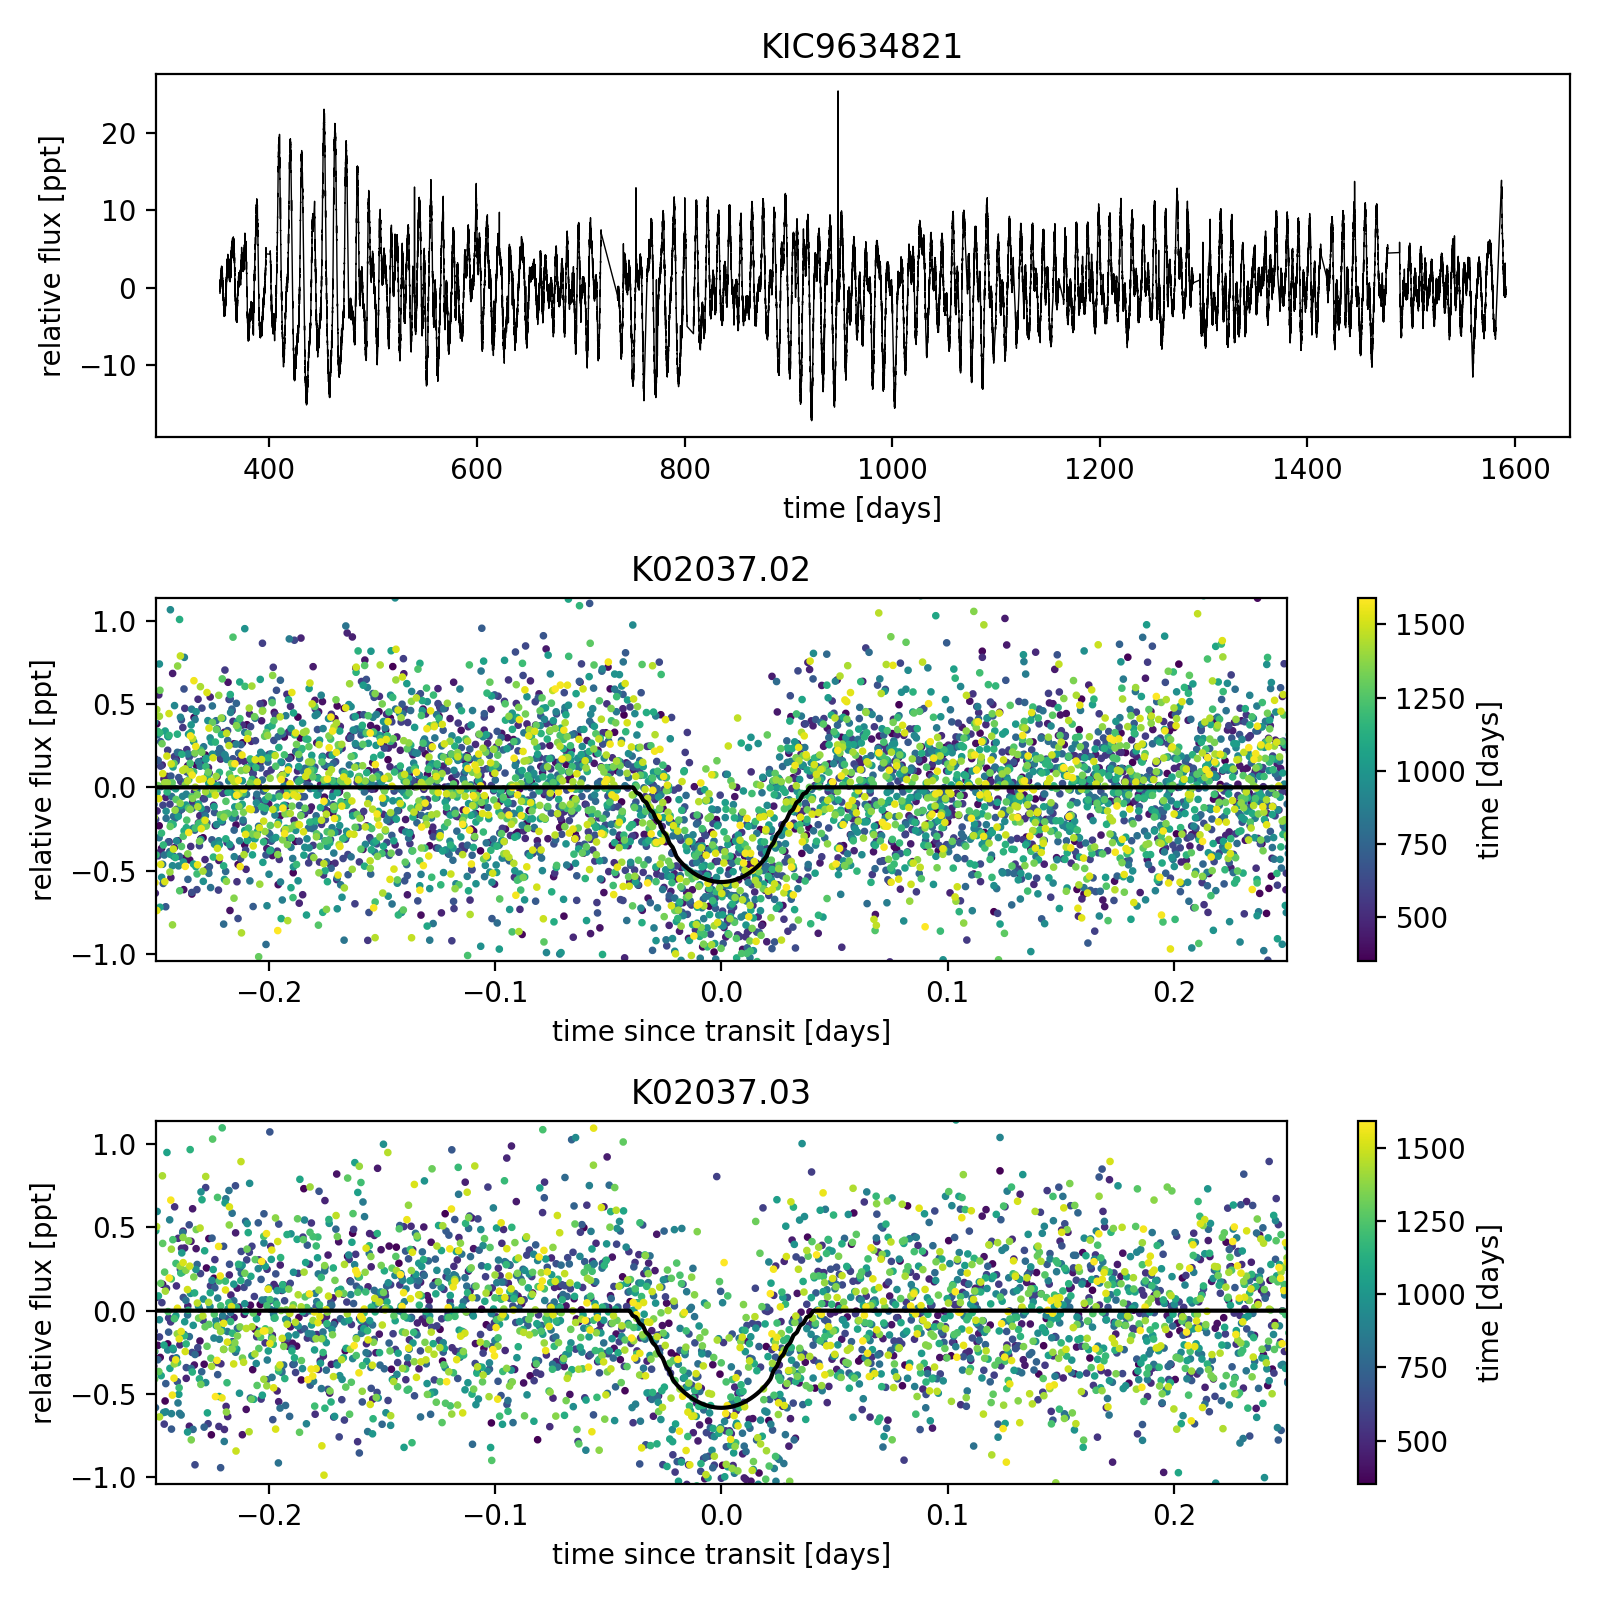 KIC9634821
20
10
0
−10
relative flux [ppt]
400 600 800 1000 1200 1400 1600
time [days]
K02037.02
1.0
0.5
0.0
−0.5
−1.0
relative flux [ppt]
−0.2 −0.1 0.0 0.1 0.2
time since transit [days]
1500
1250
1000
750
500
time [days]
K02037.03
1.0
0.5
0.0
−0.5
−1.0
relative flux [ppt]
−0.2 −0.1 0.0 0.1 0.2
time since transit [days]
1500
1250
1000
750
500
time [days]